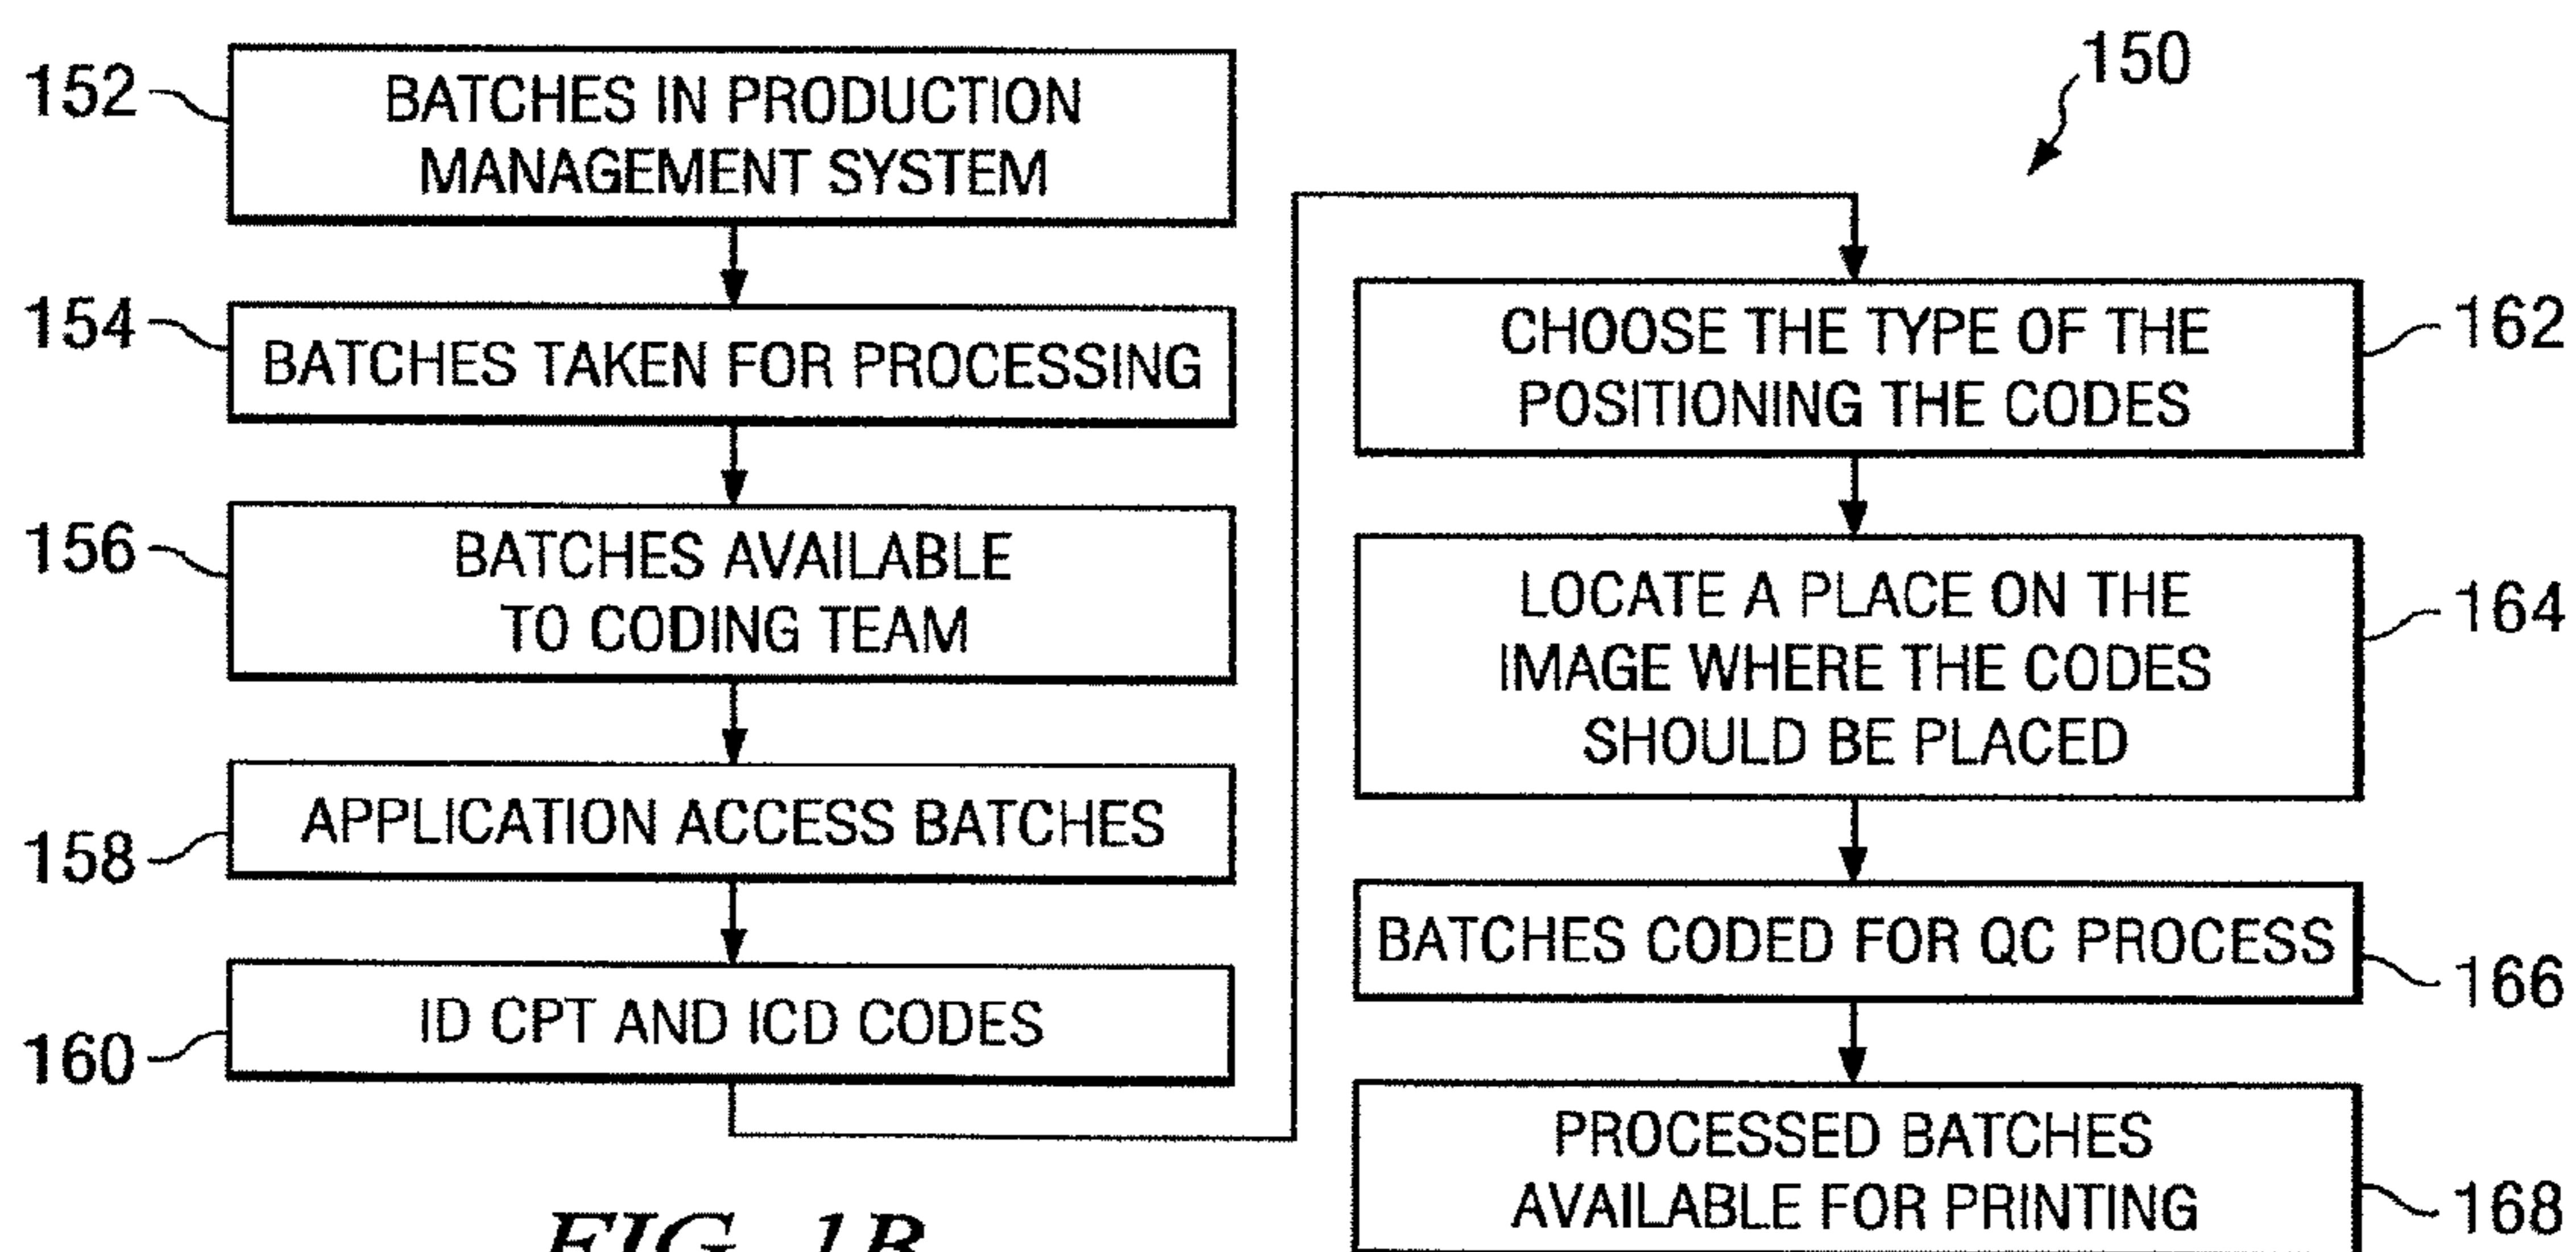 152
BATCHES IN PRODUCTION
MANAGEMENT SYSTEM
154
BATCHES TAKEN FOR PROCESSING
156
BATCHES AVAILABLE
TO CODING TEAM
158
APPLICATION ACCESS BATCHES
160
ID CPT AND ICD CODES
150
CHOOSE THE TYPE OF THE
POSITIONING THE CODES
162
LOCATE A PLACE ON THE
IMAGE WHERE THE CODES
SHOULD BE PLACED
164
BATCHES CODED FOR QC PROCESS
166
PROCESSED BATCHES
AVAILABLE FOR PRINTING
168
FIG. 1B